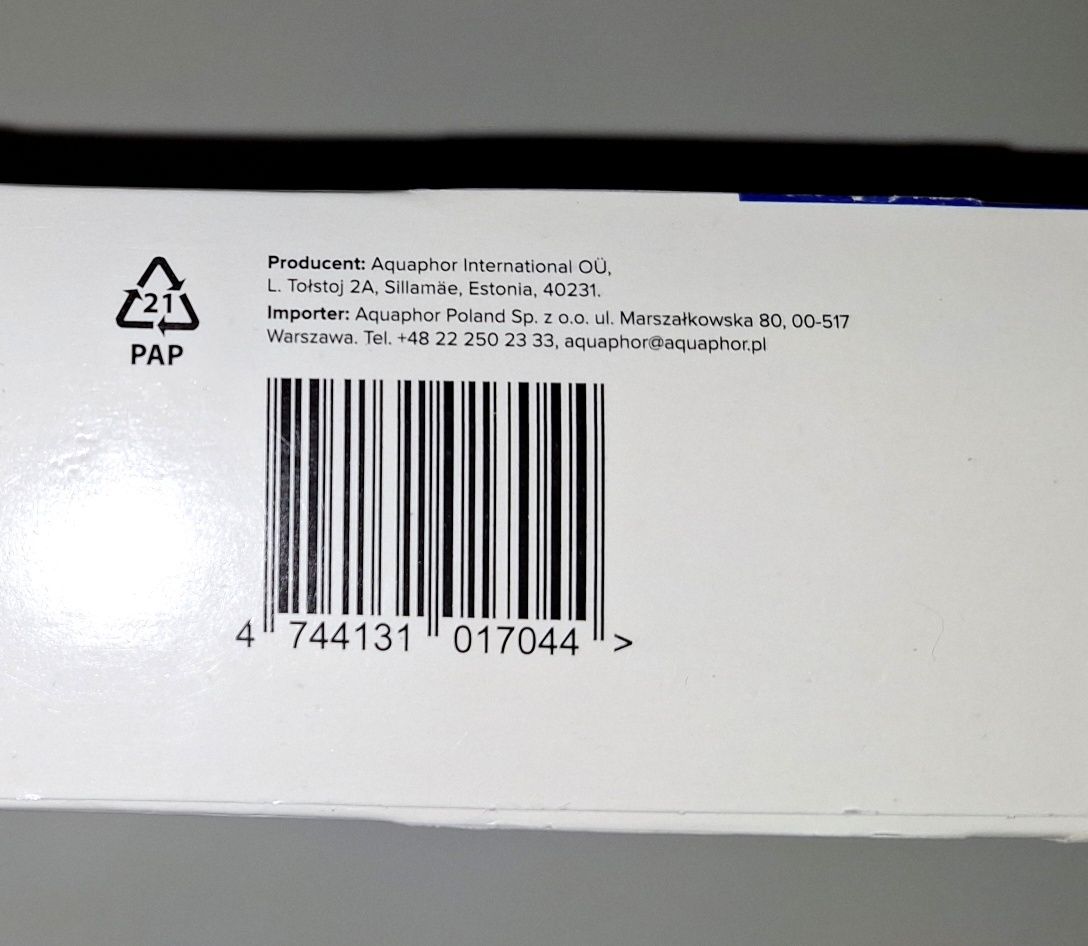 21
PAP
Producent: Aquaphor International OÜ,
L. Tołstoj 2A, Sillamäe, Estonia, 40231.
Importer: Aquaphor Poland Sp. z o.o. ul. Marszałkowska 80, 00-517
Warszawa. Tel. +48 22 250 23 33, aquaphor@aquaphor.pl
4 744131 017044 >